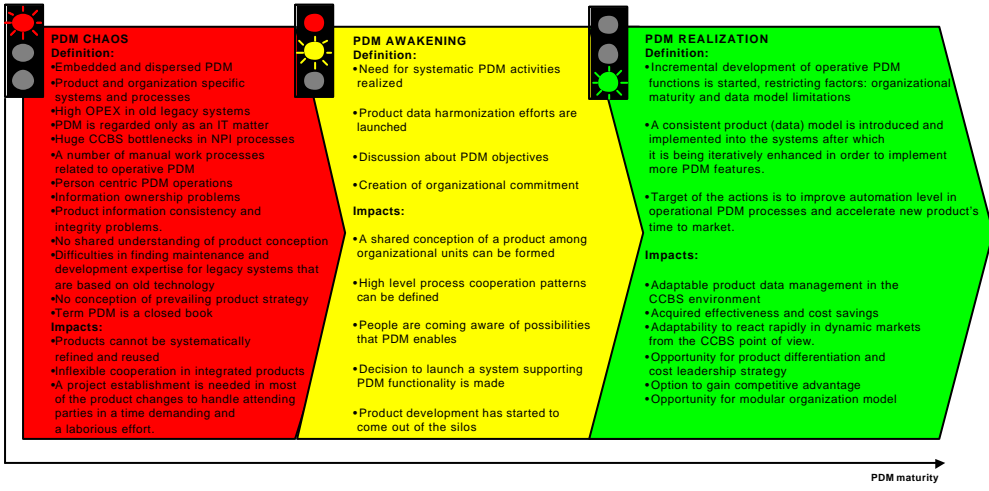 PDM CHAOS
Definition:
•Embedded and dispersed PDM
•Product and organization specific
systems and processes
•High OPEX in old legacy systems
•PDM is regarded only as an IT matter
•Huge CCBS bottlenecks in NPI processes
•A number of manual work processes
related to operative PDM
•Person centric PDM operations
•Information ownership problems
•Product information consistency and
integrity problems.
•No shared understanding of product conception
•Difficulties in finding maintenance and
development expertise for legacy systems that
are based on old technology
•No conception of prevailing product strategy
•Term PDM is a closed book
Impacts:
•Products cannot be systematically
refined and reused
•Inflexible cooperation in integrated products
•A project establishment is needed in most
of the product changes to handle attending
parties in a time demanding and
a laborious effort.
PDM AWAKENING
Definition:
•Need for systematic PDM activities
realized
•Product data harmonization efforts are
launched
•Discussion about PDM objectives
•Creation of organizational commitment
Impacts:
•A shared conception of a product among
organizational units can be formed
•High level process cooperation patterns
can be defined
•People are coming aware of possibilities
that PDM enables
•Decision to launch a system supporting
PDM functionality is made
•Product development has started to
come out of the silos
PDM REALIZATION
Definition:
•Incremental development of operative PDM
functions is started, restricting factors: organizational
maturity and data model limitations
•A consistent product (data) model is introduced and
implemented into the systems after which
it is being iteratively enhanced in order to implement
more PDM features.
•Target of the actions is to improve automation level in
operational PDM processes and accelerate new product's
time to market.
Impacts:
•Adaptable product data management in the
CCBS environment
•Acquired effectiveness and cost savings
•Adaptability to react rapidly in dynamic markets
from the CCBS point of view.
•Opportunity for product differentiation and
cost leadership strategy
•Option to gain competitive advantage
•Opportunity for modular organization model
PDM maturity